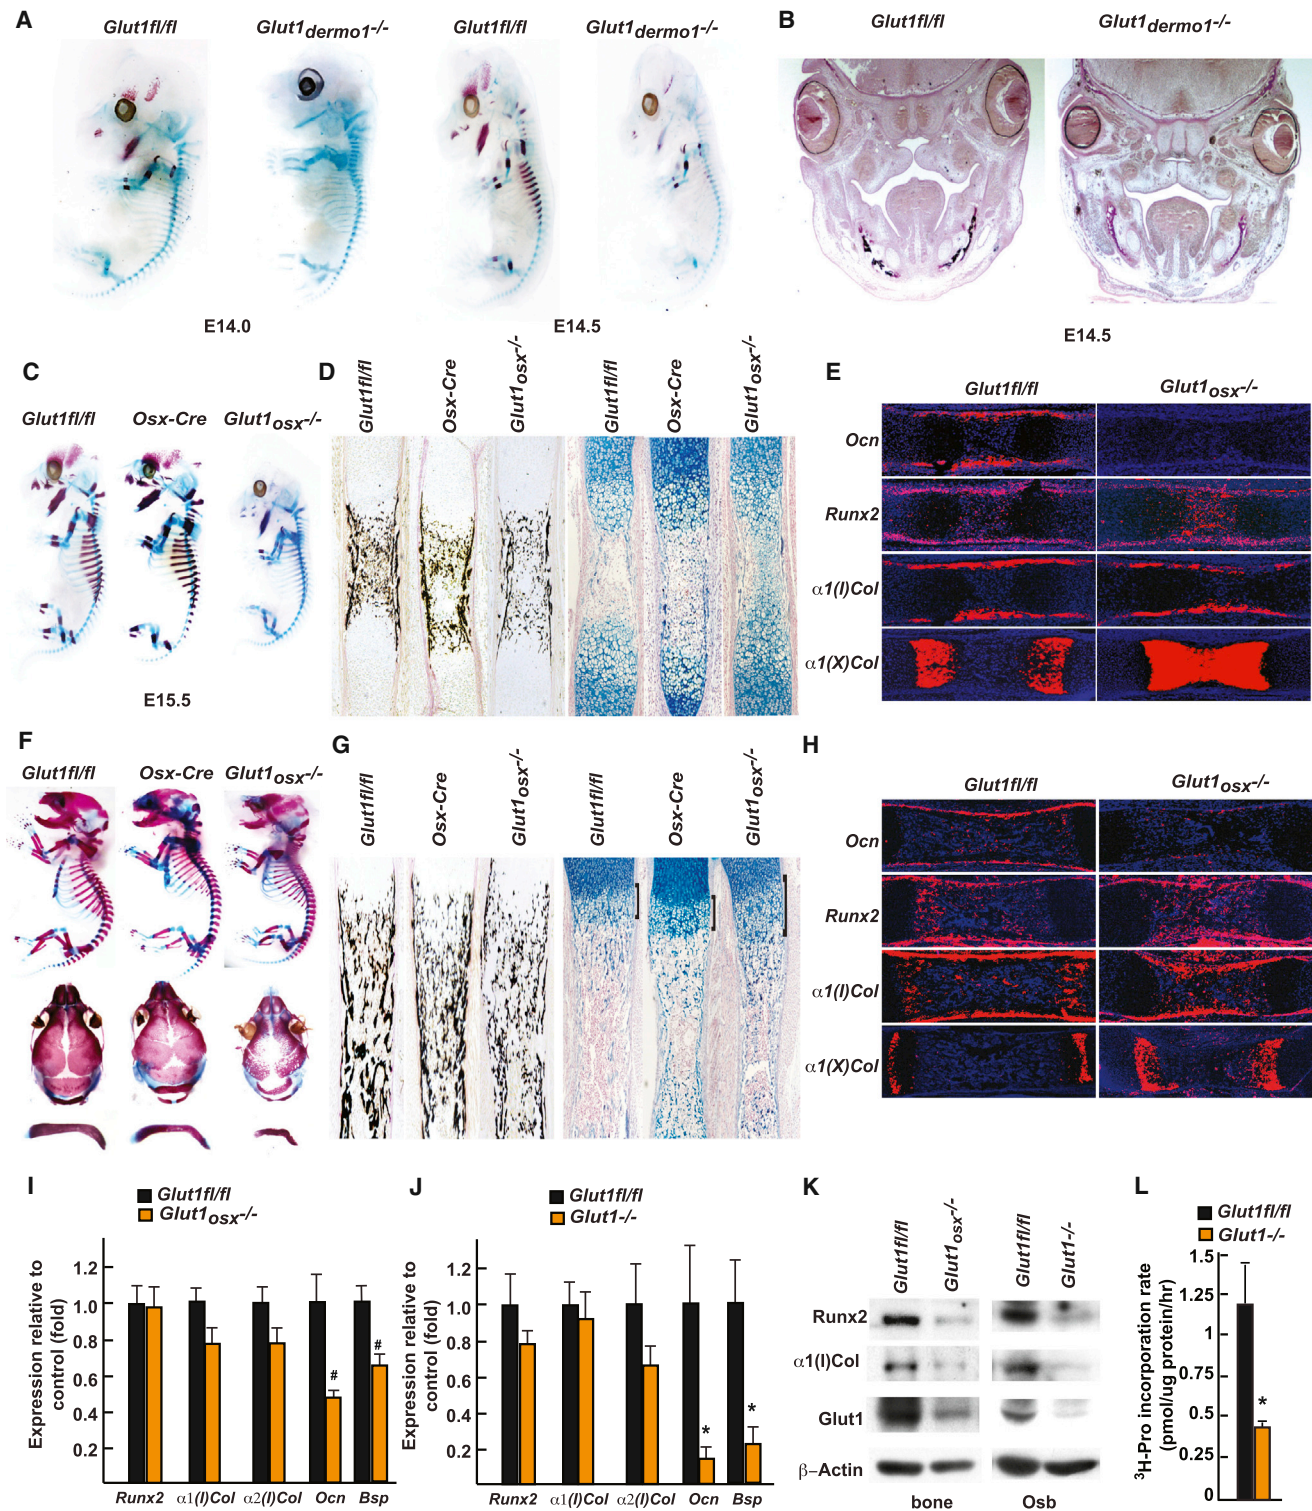 A
Glut1fl/fl Glut1dermo1-/- Glut1fl/fl Glut1dermo1-/-
E14.0 E14.5
B
Glut1fl/fl Glut1dermo1-/-
E14.5
C
Glut1fl/fl Osx-Cre Glut1osx-/-
E15.5
D
Glut1fl/fl Osx-Cre Glut1osx-/- Glut1fl/fl Osx-Cre Glut1osx-/-
E
Glut1fl/fl Glut1osx-/-
Ocn
Runx2
α1(I)Col
α1(X)Col
F
Glut1fl/fl Osx-Cre Glut1osx-/-
G
Glut1fl/fl Osx-Cre Glut1osx-/- Glut1fl/fl Osx-Cre Glut1osx-/-
H
Glut1fl/fl Glut1osx-/-
Ocn
Runx2
α1(I)Col
α1(X)Col
I
Glut1fl/fl
Glut1osx-/-
Expression relative to
control (fold)
1.2
1.0
0.8
0.6
0.4
0.2
# #
Runx2 α1(I)Col α2(I)Col Ocn Bsp
J
Glut1fl/fl
Glut1-/-
Expression relative to
control (fold)
1.2
1.0
0.8
0.6
0.4
0.2
* *
Runx2 α1(I)Col α2(I)Col Ocn Bsp
K
Glut1fl/fl Glut1osx-/- Glut1fl/fl Glut1-/-
Runx2
α1(I)Col
Glut1
β-Actin
bone Osb
L
Glut1fl/fl
Glut1-/-
3H-Pro incorporation rate
(pmol/ug protein/hr)
1.5
1.25
1
0.75
0.5
0.25
0
*